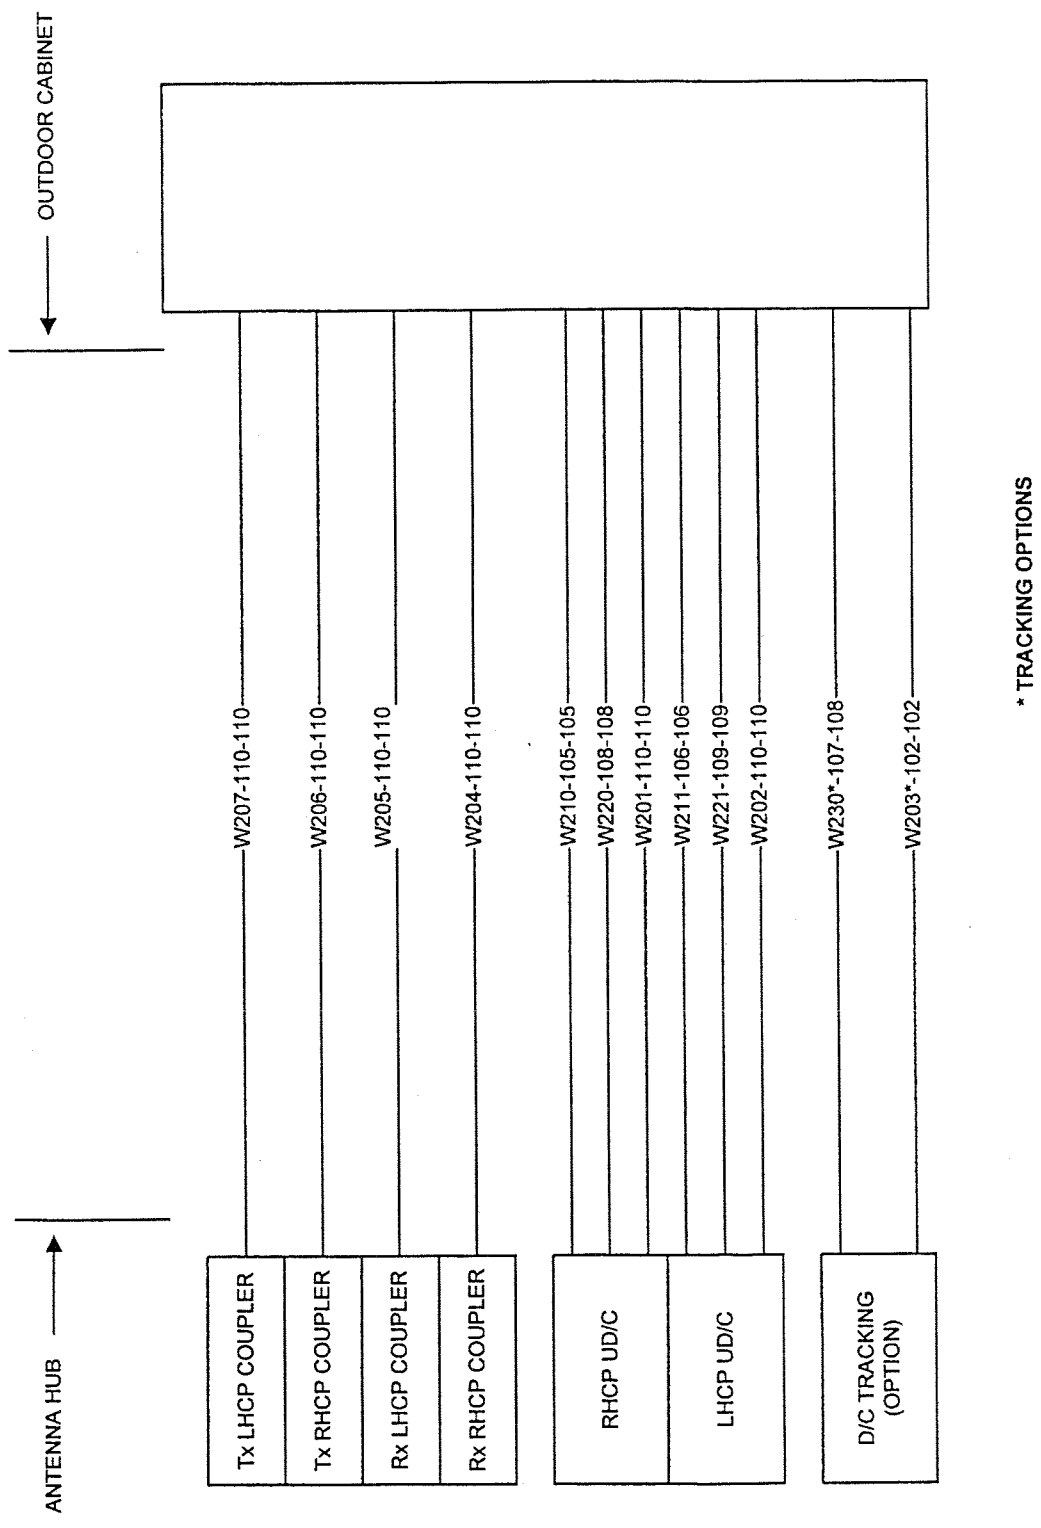 ANTENNA HUB
OUTDOOR CABINET
Tx LHCP COUPLER
W207-110-110
Tx RHCP COUPLER
W206-110-110
Rx LHCP COUPLER
W205-110-110
Rx RHCP COUPLER
W204-110-110
RHCP UD/C
W210-105-105
W220-108-108
W201-110-110
LHCP UD/C
W211-106-106
W221-109-109
W202-110-110
D/C TRACKING
(OPTION)
W230*-107-108
W203*-102-102
* TRACKING OPTIONS